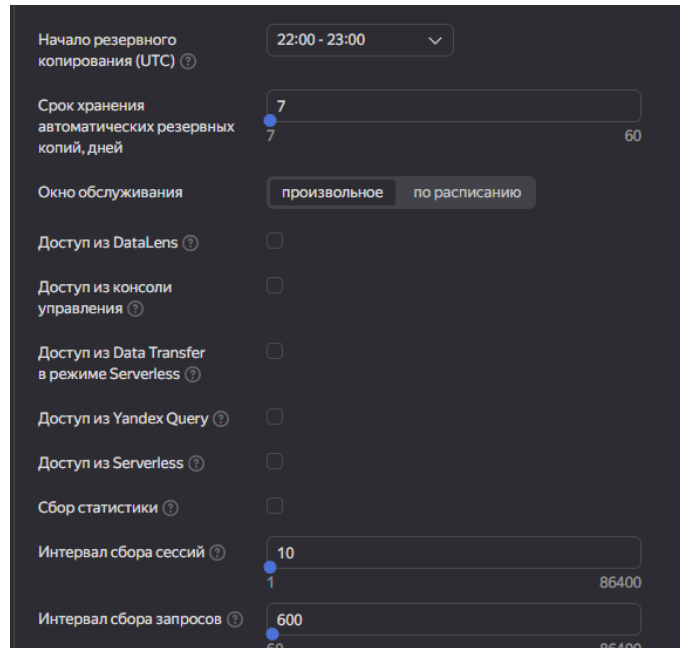 Начало резервного
копирования (UTC)
22:00 - 23:00
Срок хранения
автоматических резервных
копий, дней
7
7
60
Окно обслуживания
произвольное
по расписанию
Доступ из DataLens
Доступ из консоли
управления
Доступ из Data Transfer
в режиме Serverless
Доступ из Yandex Query
Доступ из Serverless
Сбор статистики
Интервал сбора сессий
10
1
86400
Интервал сбора запросов
600
60
86400